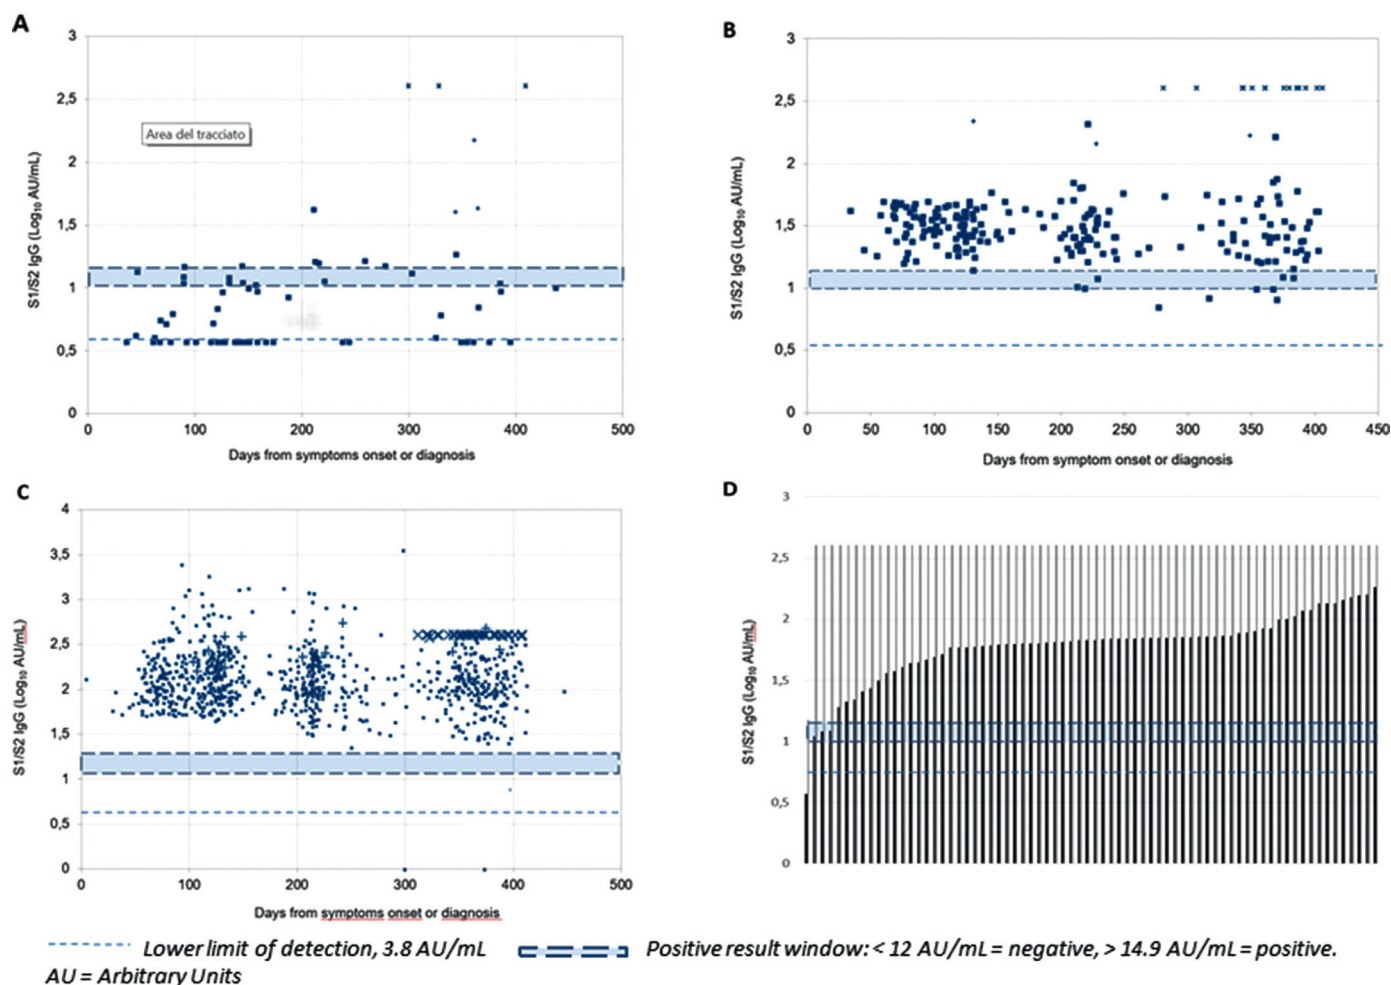 A
3
2,5
2
1,5
1
0,5
0
0 100 200 300 400 500
S1/S2 IgG (Log10 AU/mL)
Days from symptoms onset or diagnosis
Area del tracciato
B
3
2,5
2
1,5
1
0,5
0
0 50 100 150 200 250 300 350 400 450
S1/S2 IgG (Log10 AU/mL)
Days from symptom onset or diagnosis
C
4
3,5
3
2,5
2
1,5
1
0,5
0
0 100 200 300 400 500
S1/S2 IgG (Log10 AU/mL)
Days from symptoms onset or diagnosis
D
3
2,5
2
1,5
1
0,5
0
S1/S2 IgG (Log10 AU/mL)
Lower limit of detection, 3.8 AU/mL
Positive result window: < 12 AU/mL = negative, > 14.9 AU/mL = positive.
AU = Arbitrary Units